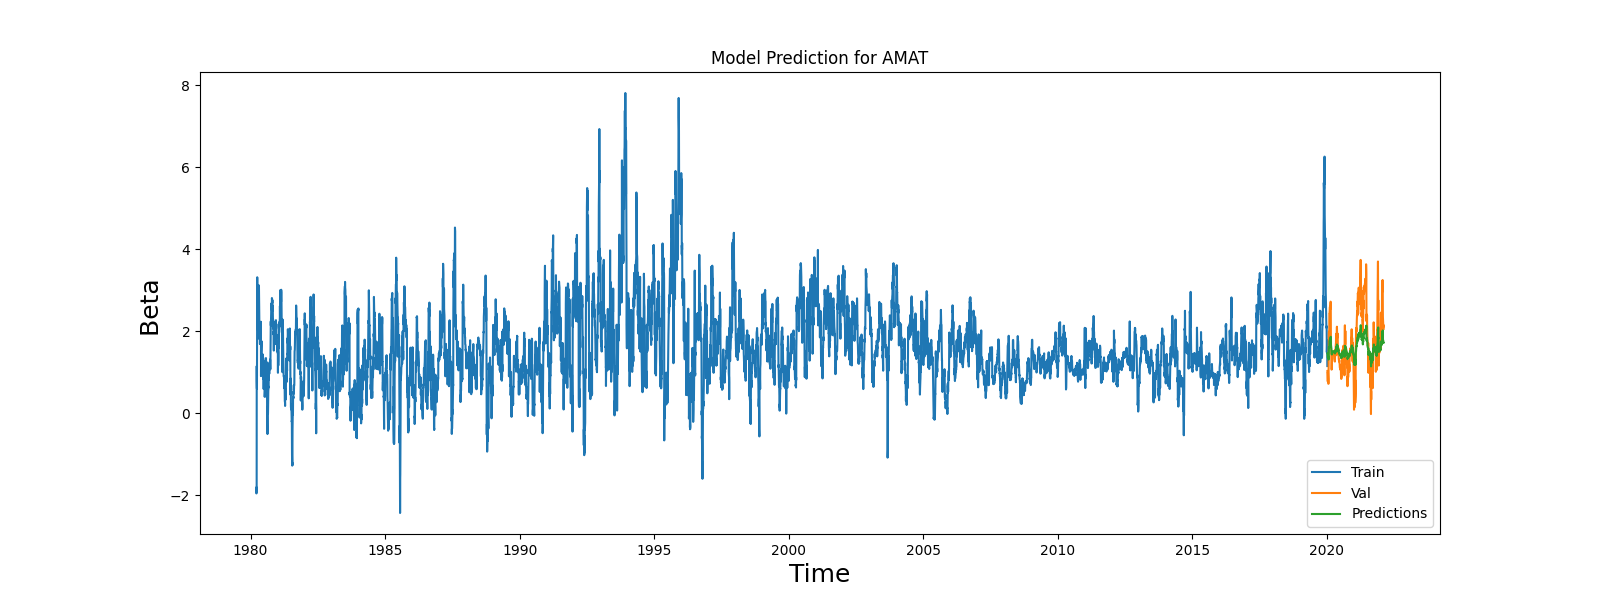 Model Prediction for AMAT
Beta
8
6
4
2
0
−2
1980 1985 1990 1995 2000 2005 2010 2015 2020
Time
Train
Val
Predictions